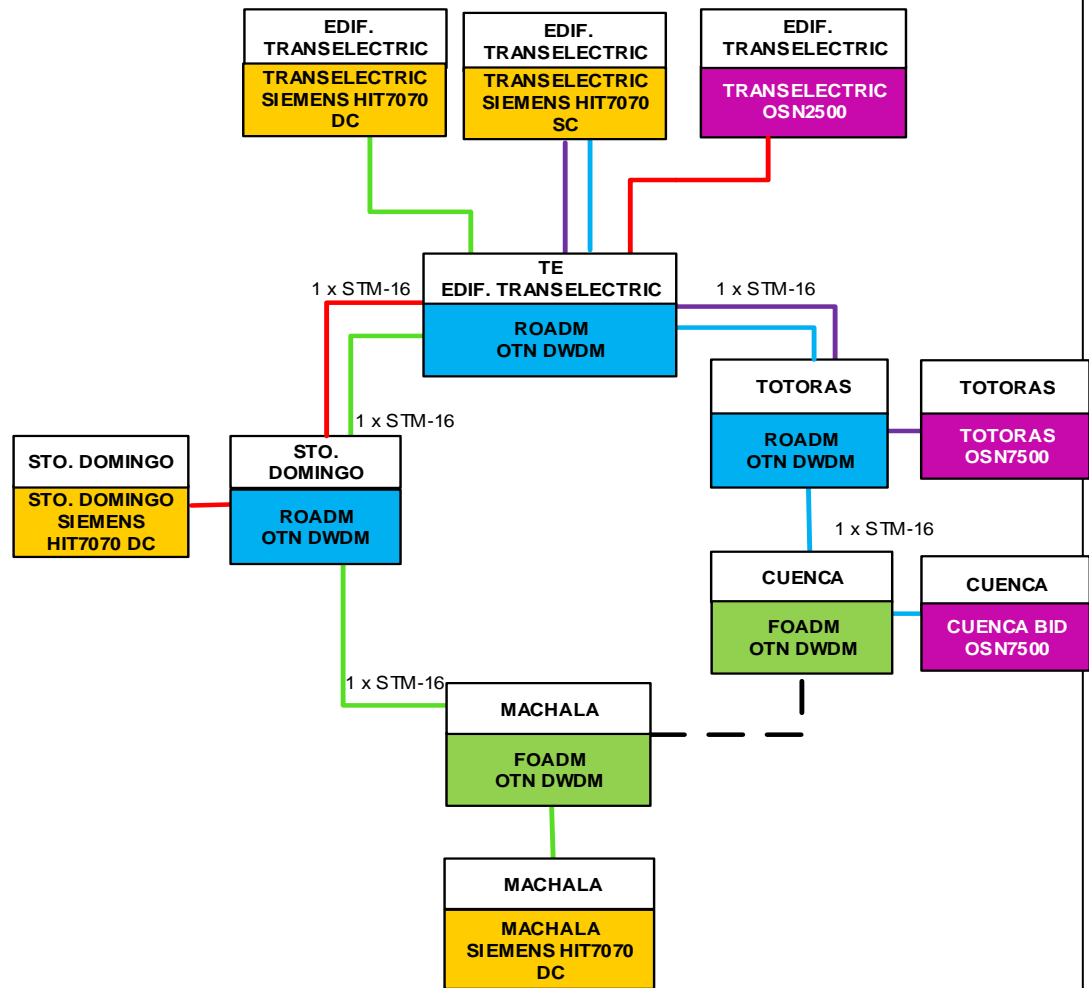 EDIF.
TRANSELECTRIC
TRANSELECTRIC
SIEMENS HIT7070
DC
EDIF.
TRANSELECTRIC
TRANSELECTRIC
SIEMENS HIT7070
SC
EDIF.
TRANSELECTRIC
TRANSELECTRIC
OSN2500
TE
EDIF. TRANSELECTRIC
ROADM
OTN DWDM
1 x STM-16
1 x STM-16
1 x STM-16
TOTORAS
ROADM
OTN DWDM
TOTORAS
TOTORAS
OSN7500
STO. DOMINGO
STO. DOMINGO
SIEMENS
HIT7070 DC
STO.
DOMINGO
ROADM
OTN DWDM
1 x STM-16
CUENCA
FOADM
OTN DWDM
CUENCA
CUENCA BID
OSN7500
1 x STM-16
MACHALA
FOADM
OTN DWDM
MACHALA
MACHALA
SIEMENS HIT7070
DC